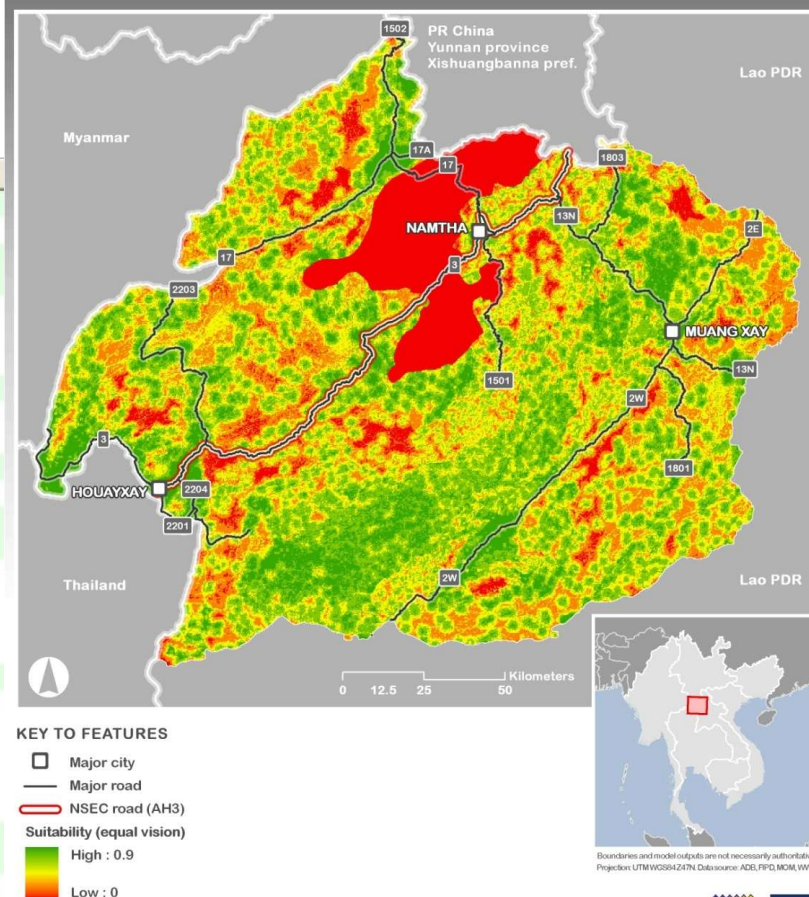 1502
PR China
Yunnan province
Xishuangbanna pref.
Lao PDR
Myanmar
17A
17
1803
13N
2E
NAMTHA
3
17
2203
MUANG XAY
13N
1501
2W
3
1801
HOUAYXAY
2204
2201
2W
Thailand
Lao PDR
Kilometers
0 12.5 25 50
KEY TO FEATURES
Major city
Major road
NSEC road (AH3)
Suitability (equal vision)
High : 0.9
Low : 0
Boundaries and model outputs are not necessarily
Projection: UTM WGS84 Z47N. Data source: ADB, FIPD, MOM,